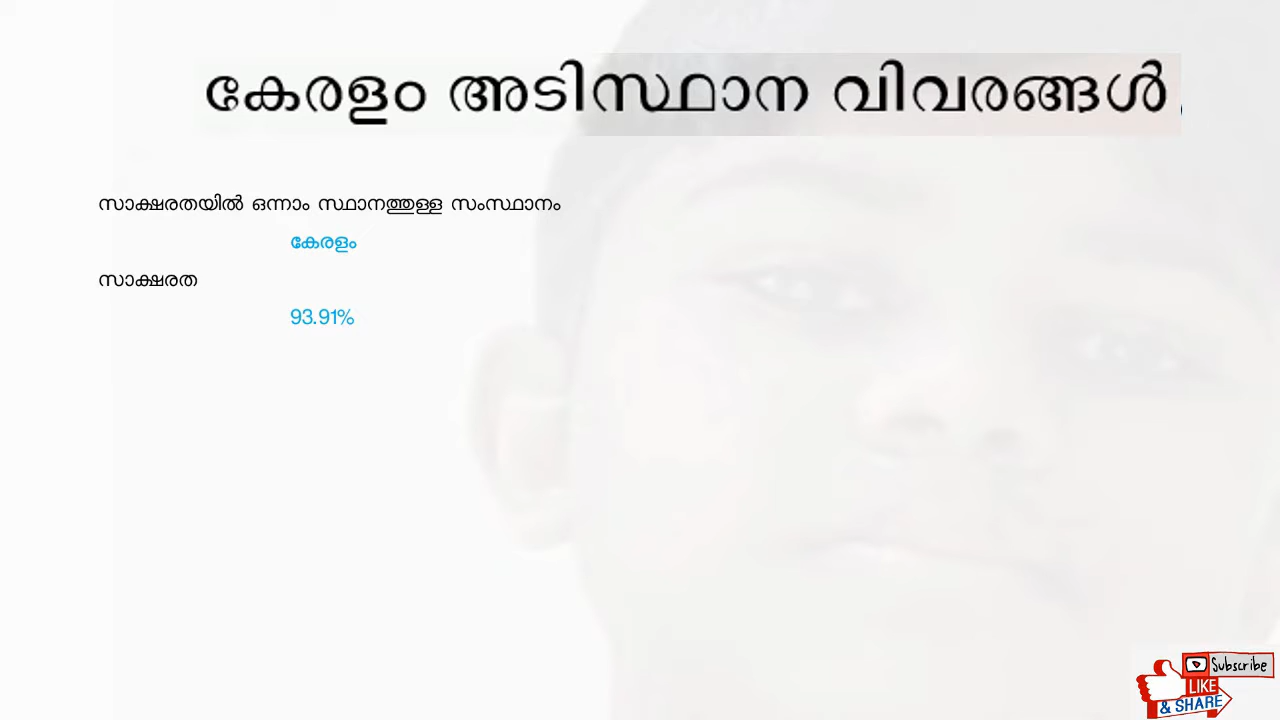 കേരളം അടിസ്ഥാന വിവരങ്ങൾ
സാക്ഷരതയിൽ ഒന്നാം സ്ഥാനത്തുള്ള സംസ്ഥാനം
കേരളം
സാക്ഷരത
93.91%
Subscribe
LIKE
& SHARE